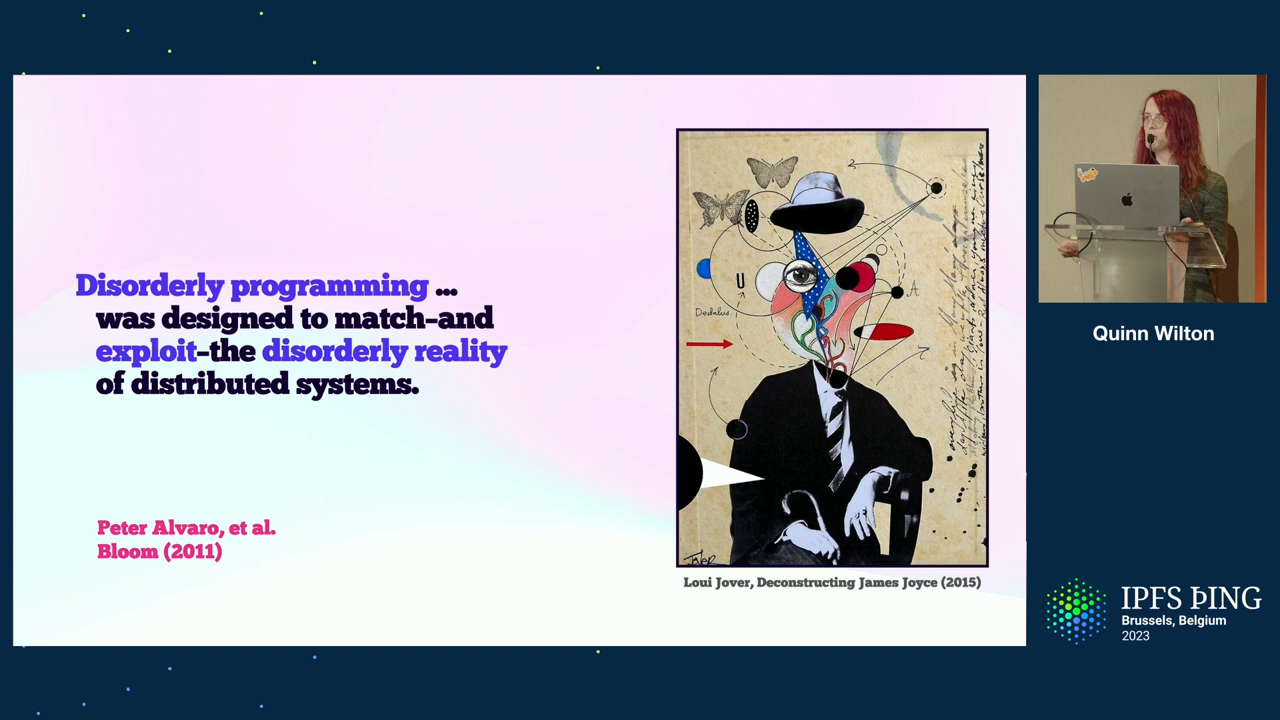 Disorderly programming ...
was designed to match–and
exploit–the disorderly reality
of distributed systems.
Peter Alvaro, et al.
Bloom (2011)
U
A
Dedalus.
Loui Jover, Deconstructing James Joyce (2015)
Quinn Wilton
IPFS ÞING
Brussels, Belgium
2023